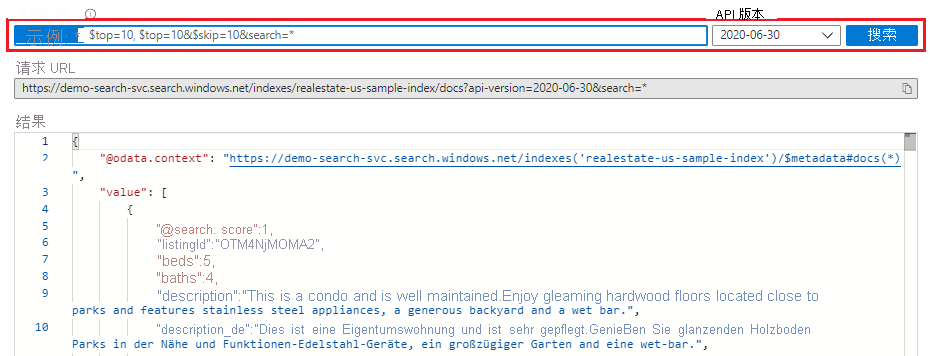 API 版本
示例: $top=10, $top=10&$skip=10&search=*
2020-06-30
搜索
请求 URL
https://demo-search-svc.search.windows.net/indexes/realestate-us-sample-index/docs?api-version=2020-06-30&search=*
结果
1 {
2 "@odata.context": "https://demo-search-svc.search.windows.net/indexes('realestate-us-sample-index')/$metadata#docs(*)
",
3 "value": [
4 {
5 "@search. score":1,
6 "listingId":"OTM4NjMOMA2",
7 "beds":5,
8 "baths":4,
9 "description":"This is a condo and is well maintained.Enjoy gleaming hardwood floors located close to
parks and features stainless steel appliances, a generous backyard and a wet bar.",
10 "description_de":"Dies ist eine Eigentumswohnung und ist sehr gepflegt.GenieBen Sie glanzenden Holzboden
Parks in der Nähe und Funktionen-Edelstahl-Geräte, ein großzügiger Garten und eine wet-bar.",